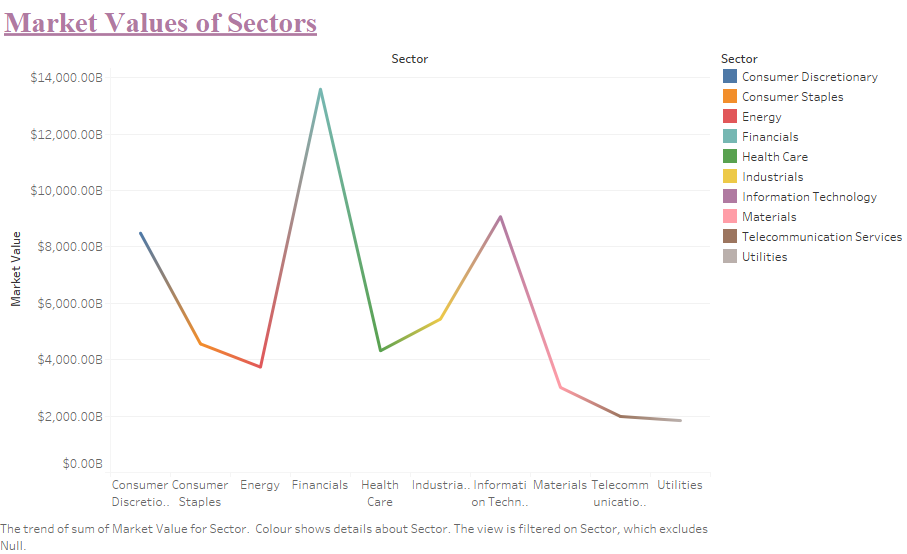 Market Values of Sectors
Sector
Sector
$14,000.00B
$12,000.00B
$10,000.00B
$8,000.00B
$6,000.00B
$4,000.00B
$2,000.00B
$0.00B
Market Value
Consumer Discretionary
Consumer Staples
Energy
Financials
Health Care
Industrials
Information Technology
Materials
Telecommunication Services
Utilities
Consumer
Discretio..
Consumer
Staples
Energy
Financials
Health
Care
Industria..
Informati
on Techn..
Materials
Telecomm
unicatio..
Utilities
The trend of sum of Market Value for Sector.  Colour shows details about Sector. The view is filtered on Sector, which excludes
Null.